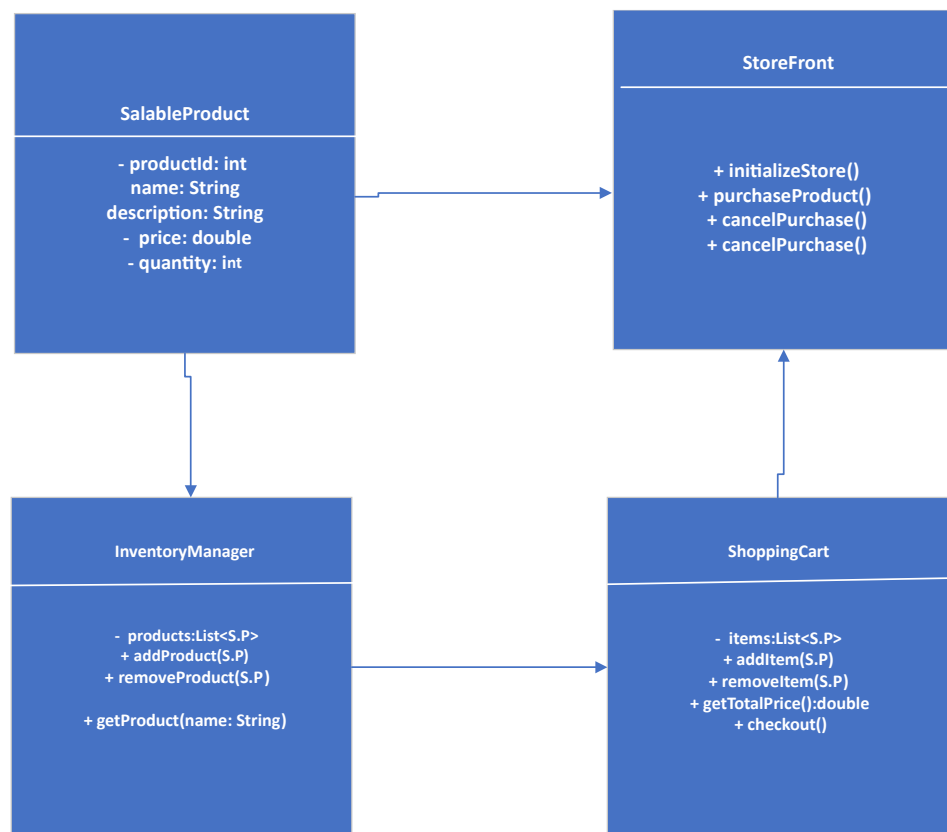 SalableProduct
- productId: int
name: String
description: String
- price: double
- quantity: int
StoreFront
+ initializeStore()
+ purchaseProduct()
+ cancelPurchase()
+ cancelPurchase()
InventoryManager
- products:List<S.P>
+ addProduct(S.P)
+ removeProduct(S.P)
+ getProduct(name: String)
ShoppingCart
- items:List<S.P>
+ addItem(S.P)
+ removeItem(S.P)
+ getTotalPrice():double
+ checkout()